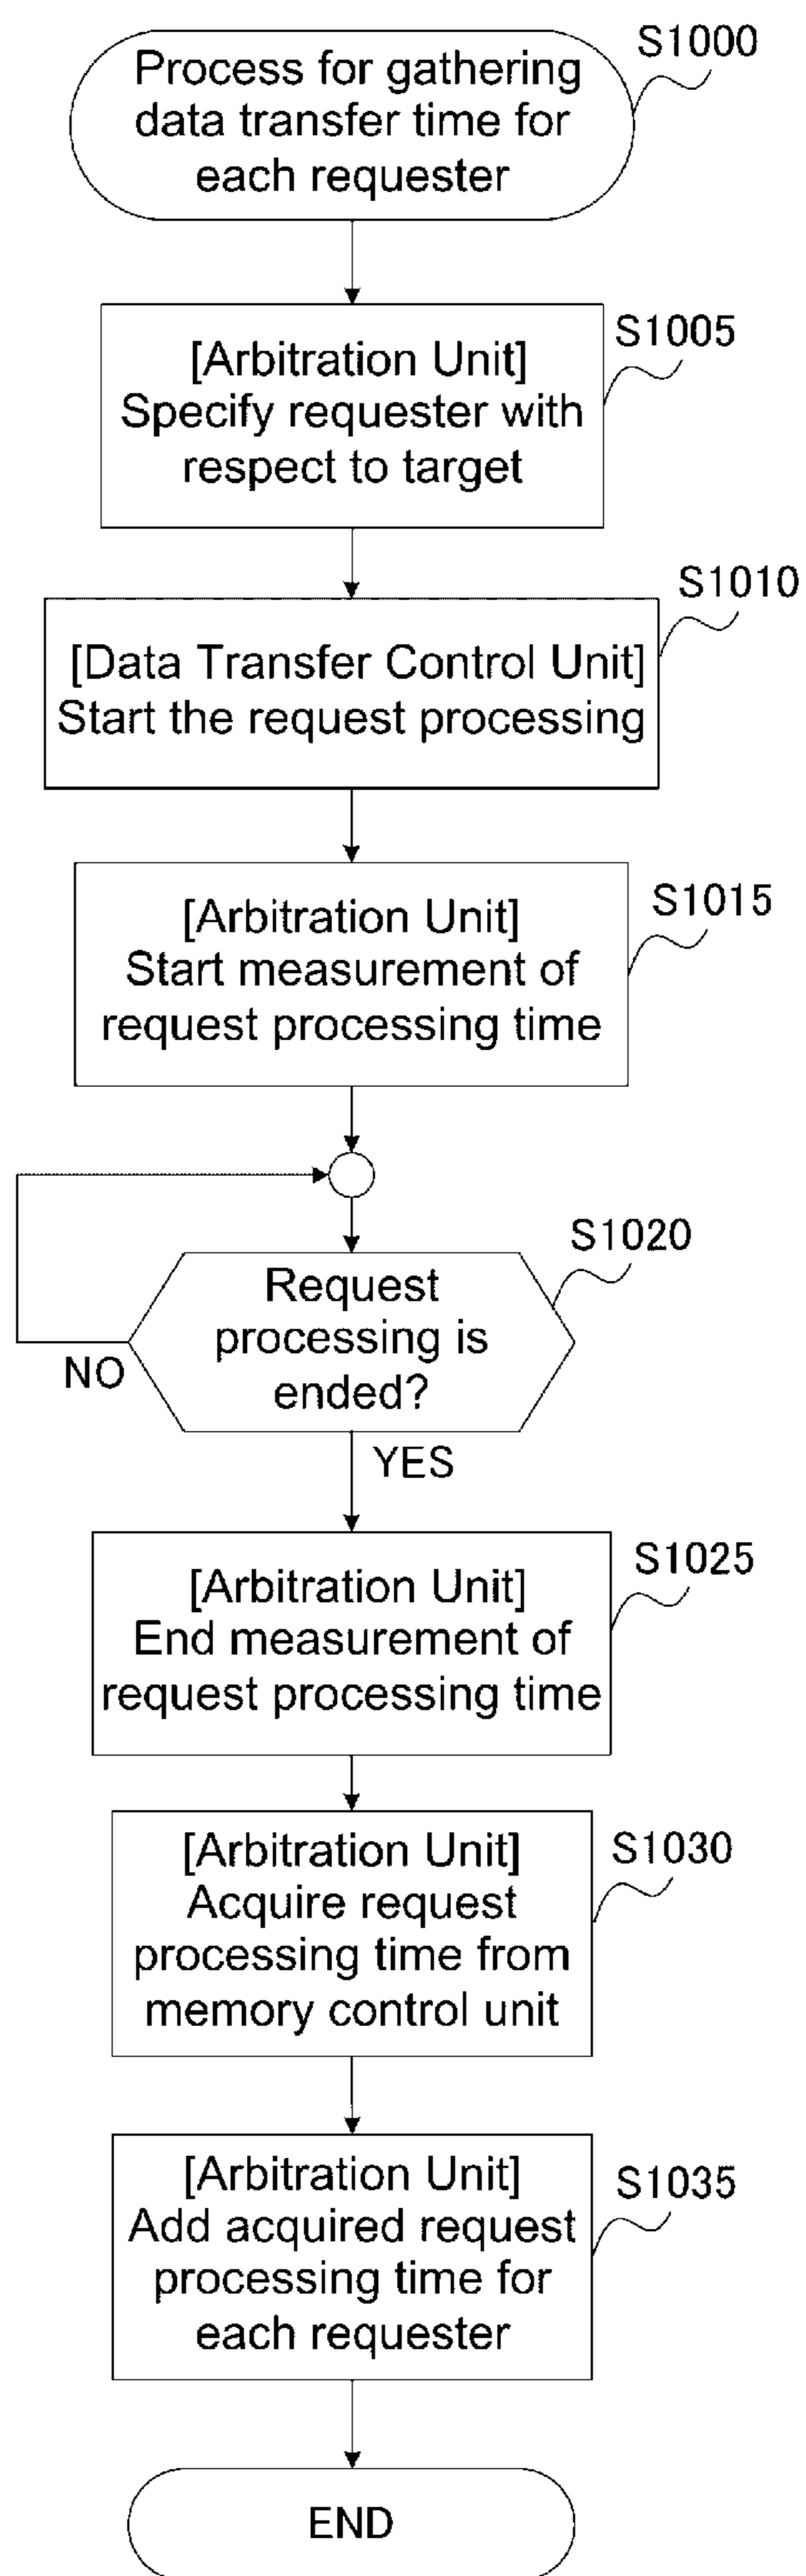 S1000
Process for gathering
data transfer time for
each requester
S1005
[Arbitration Unit]
Specify requester with
respect to target
S1010
[Data Transfer Control Unit]
Start the request processing
S1015
[Arbitration Unit]
Start measurement of
request processing time
S1020
Request
processing is
ended?
NO
YES
S1025
[Arbitration Unit]
End measurement of
request processing time
S1030
[Arbitration Unit]
Acquire request
processing time from
memory control unit
S1035
[Arbitration Unit]
Add acquired request
processing time for
each requester
END